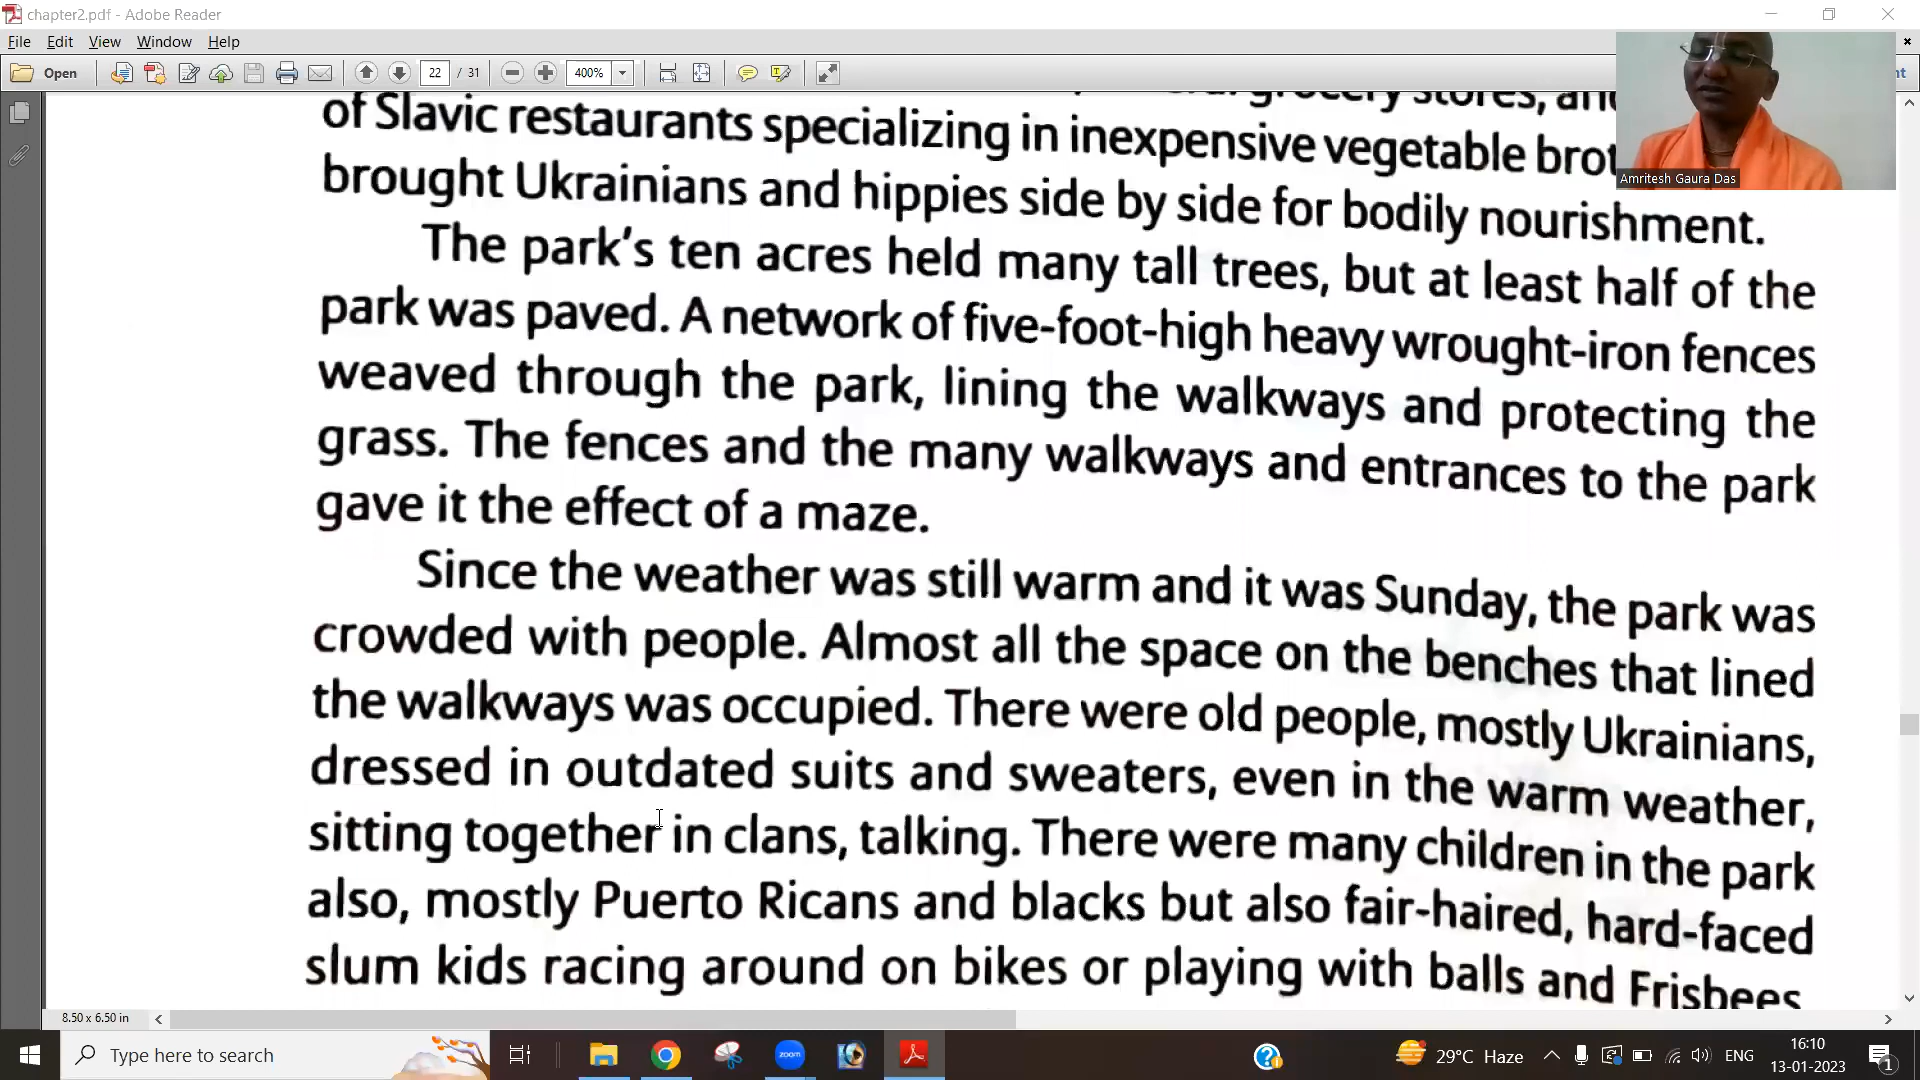 chapter2.pdf - Adobe Reader
File Edit View Window Help
Open 22 / 31 400%
nt
grocery stores, and
of Slavic restaurants specializing in inexpensive vegetable
brought Ukrainians and hippies side by side for bodily nourishment.
The park's ten acres held many tall trees, but at least half of the
park was paved. A network of five-foot-high heavy wrought-iron fences
weaved through the park, lining the walkways and protecting the
grass. The fences and the many walkways and entrances to the park
gave it the effect of a maze.
Since the weather was still warm and it was Sunday, the park was
crowded with people. Almost all the space on the benches that lined
the walkways was occupied. There were old people, mostly Ukrainians,
dressed in outdated suits and sweaters, even in the warm weather,
sitting together in clans, talking. There were many children in the park
also, mostly Puerto Ricans and blacks but also fair-haired, hard-faced
slum kids racing around on bikes or playing with balls and Frisbees
Amritesh Gaura Das
8.50 x 6.50 in
Type here to search
zoom
29°C Haze
ENG
16:10
13-01-2023
1